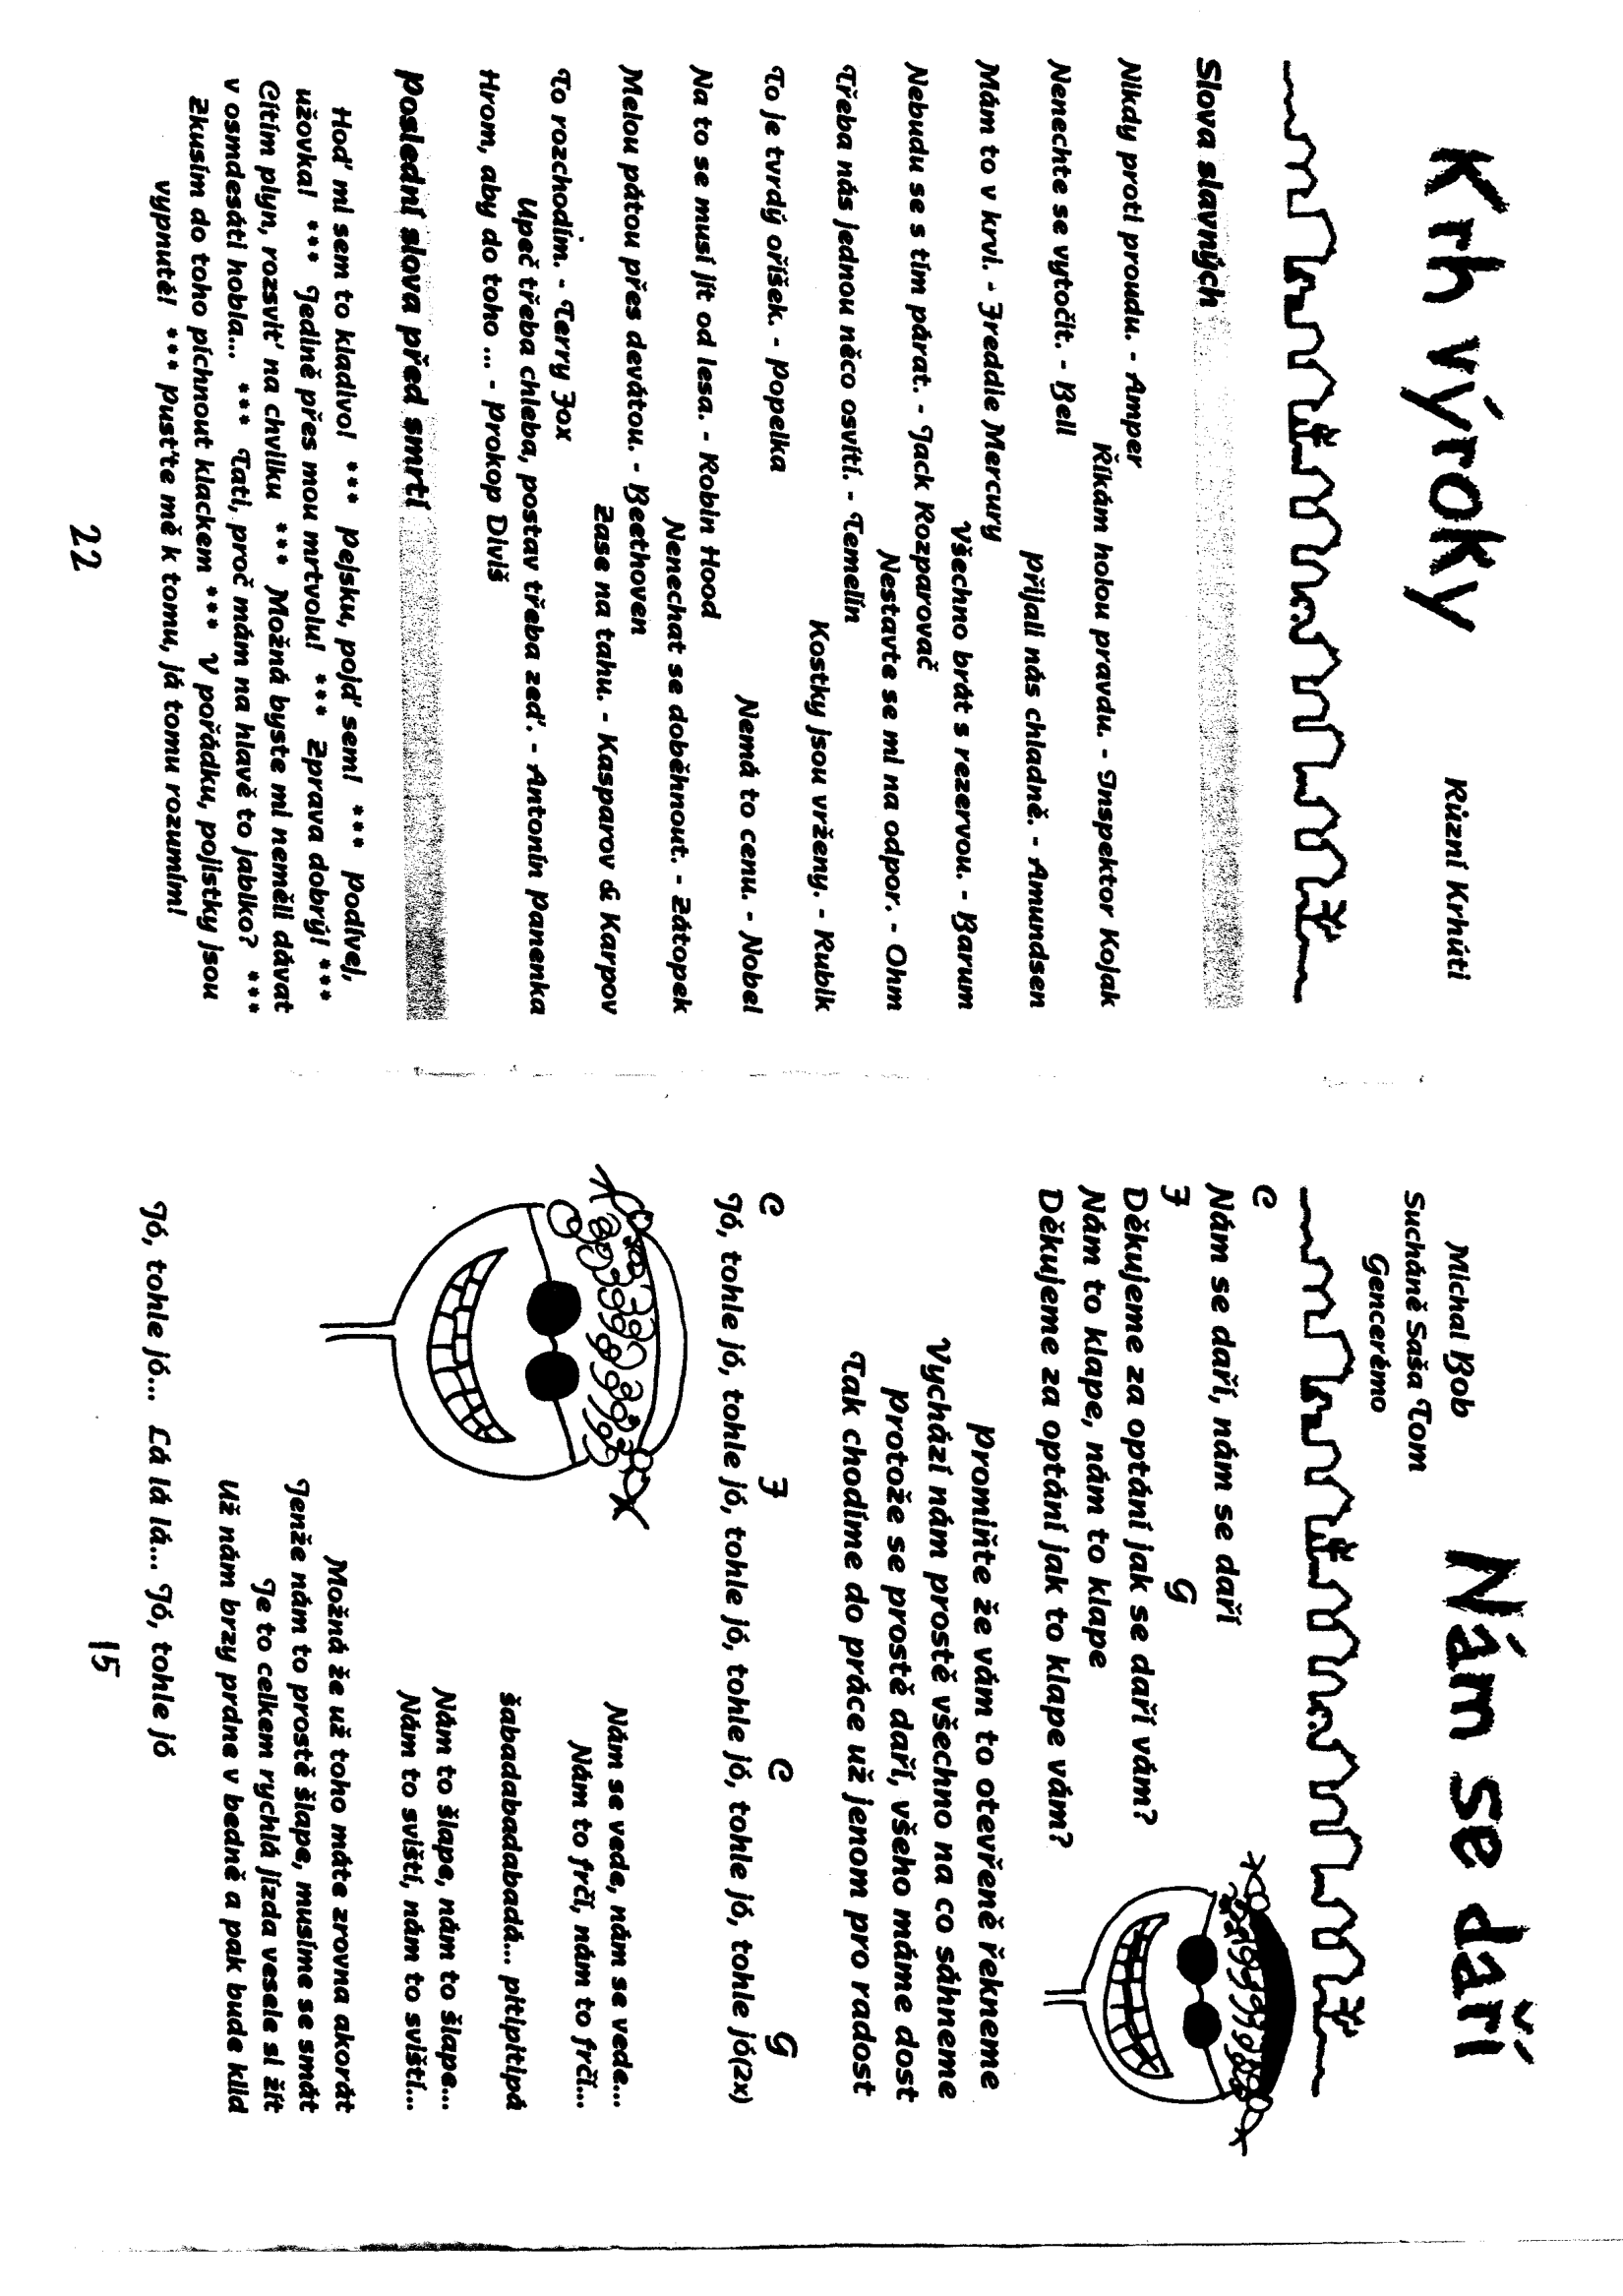 Krh výroky
Různí Krhúti
Slova slavných
Nikdy proti proudu. - Amper
Říkám holou pravdu. - Inspektor Kojak
Nenechte se vytočit. - Bell
Přijali nás chladně. - Amundsen
Mám to v krvi. - Freddie Mercury
Všechno brát s rezervou. - Barum
Nebudu se s tím párat. - Jack Rozparovač
Nestavte se mi na odpor. - Ohm
Třeba nás jednou něco osvítí. - Temelín
Kostky jsou vrženy. - Rubik
To je tvrdý oříšek. - Popelka
Nemá to cenu. - Nobel
Na to se musí jít od lesa. - Robin Hood
Nenechat se doběhnout. - Zátopek
Melou pátou přes devátou. - Beethoven
Zase na tahu. - Kasparov & Karpov
To rozchodím. - Terry Fox
Upeč třeba chleba, postav třeba zeď. - Antonín Panenka
Hrom, aby do toho ... - Prokop Diviš
Poslední slova před smrtí
Hoď mi sem to kladivo! *** Pejsku, pojď sem! *** Podívej,
užovka! *** Jedině přes mou mrtvolu! *** Zprava dobrý! ***
Cítím plyn, rozsviť na chvilku *** Možná byste mi neměli dávat
v osmdesáti hobla... *** Tati, proč mám na hlavě to jablko? ***
Zkusím do toho píchnout klackem *** V pořádku, pojistky jsou
vypnuté! *** Pusťte mě k tomu, já tomu rozumím!
22
Michal Bob
Sucháně Saša Tom
Gencerémo
Nám se daří
C
Nám se daří, nám se daří
F G
Děkujeme za optání jak se daří vám?
Nám to klape, nám to klape
Děkujeme za optání jak to klape vám?
Promiňte že vám to otevřeně řekneme
Vychází nám prostě všechno na co sáhneme
Protože se prostě daří, všeho máme dost
Tak chodíme do práce už jenom pro radost
C F C G
Jó, tohle jó, tohle jó, tohle jó, tohle jó, tohle jó, tohle jó, tohle jó(2x)
Nám se vede, nám se vede...
Nám to frčí, nám to frčí...
šabadabadabadá... pitipitipá
Nám to šlape, nám to šlape...
Nám to sviští, nám to sviští...
Možná že už toho máte zrovna akorát
Jenže nám to prostě šlape, musíme se smát
Je to celkem rychlá jízda vesele si žít
Už nám brzy prdne v bedně a pak bude klid
Jó, tohle jó... Lá lá lá... Jó, tohle jó
15